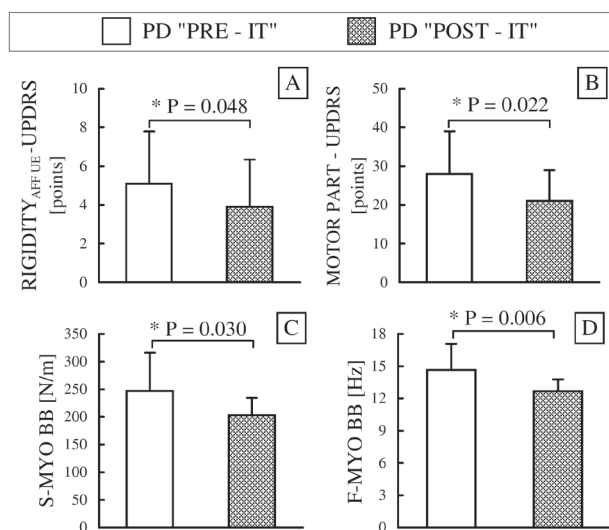 PD "PRE - IT" PD "POST - IT"
A
* P = 0.048
RIGIDITY AFF UE -UPDRS
[points]
10
8
6
4
2
0
B
* P = 0.022
MOTOR PART - UPDRS
[points]
50
40
30
20
10
0
C
* P = 0.030
S-MYO BB [N/m]
350
300
250
200
150
100
50
0
D
* P = 0.006
F-MYO BB [Hz]
18
15
12
9
6
3
0